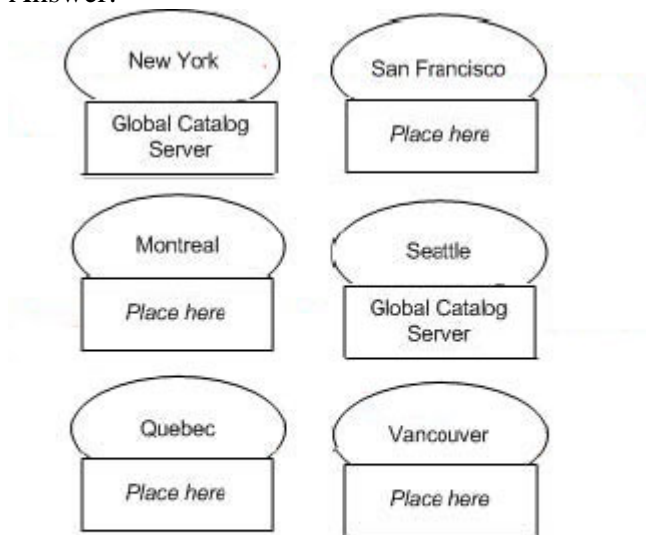 Answer:
New York
San Francisco
Global Catalog
Server
Place here
Montreal
Seattle
Place here
Global Catalog
Server
Quebec
Vancouver
Place here
Place here